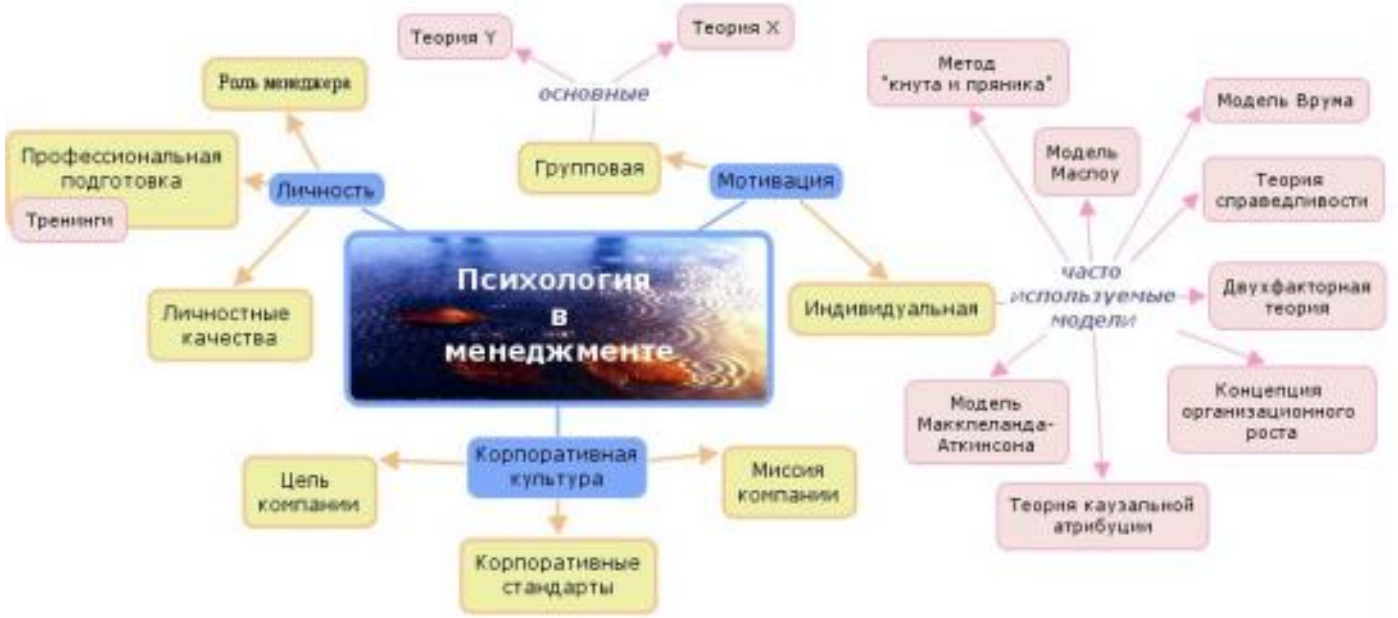 Теория Y
Теория X
основные
Групповая
Роль менеджера
Профессиональная
подготовка
Тренинги
Личность
Личностные
качества
Мотивация
Метод
"кнута и пряника"
Модель Врума
Модель
Маслоу
Теория
справедливости
часто
используемые
модели
Двухфакторная
теория
Индивидуальная
Психология
в
менеджменте
Модель
Макклеланда-
Аткинсона
Концепция
организационного
роста
Теория каузальной
атрибуции
Корпоративная
культура
Цель
компании
Миссия
компании
Корпоративные
стандарты